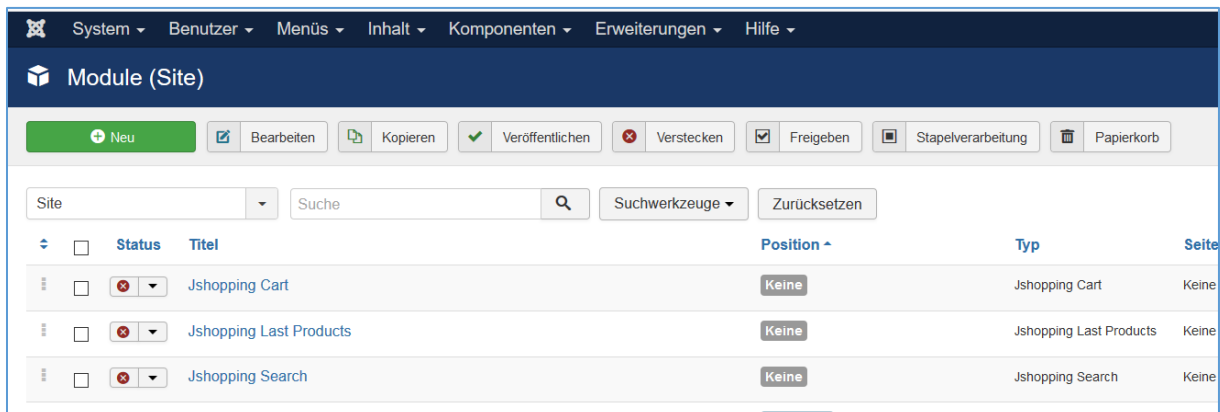 System Benutzer Menüs Inhalt Komponenten Erweiterungen Hilfe
Module (Site)
Neu Bearbeiten Kopieren Veröffentlichen Verstecken Freigeben Stapelverarbeitung Papierkorb
Site Suche Suchwerkzeuge Zurücksetzen
Status Titel Position Typ Seite
Jshopping Cart Keine Jshopping Cart Keine
Jshopping Last Products Keine Jshopping Last Products Keine
Jshopping Search Keine Jshopping Search Keine